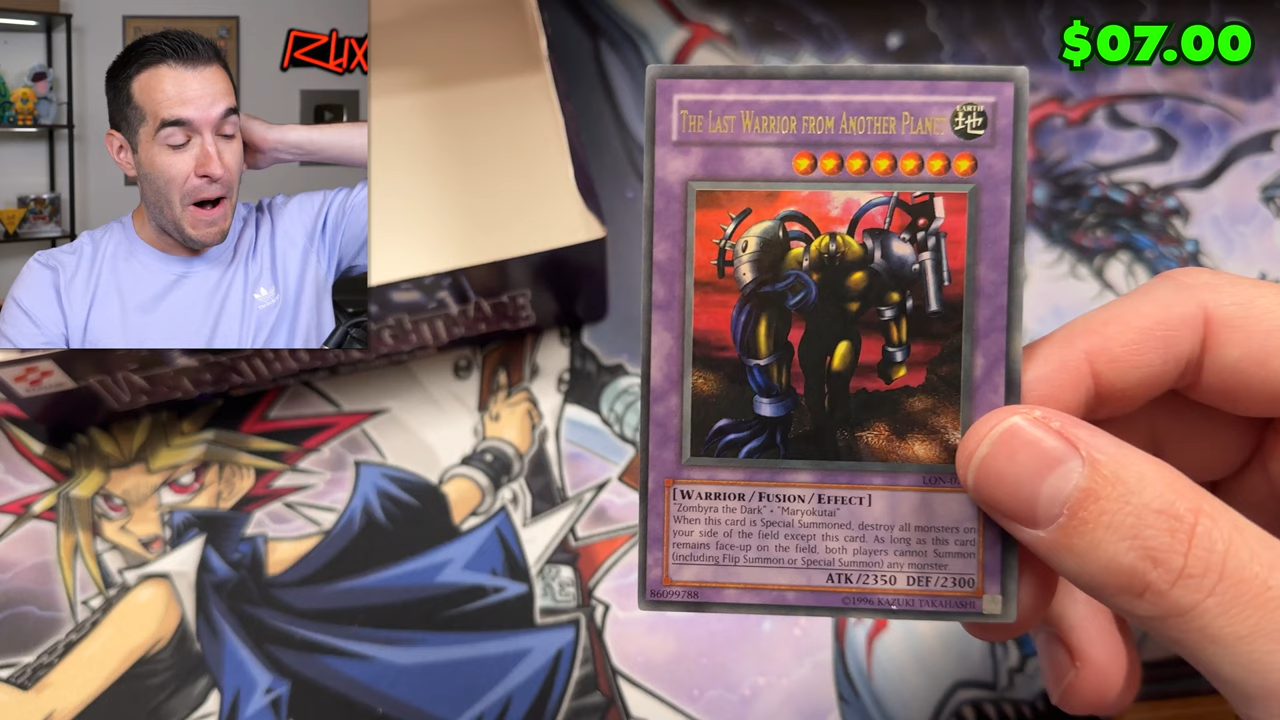 $07.00
THE LAST WARRIOR FROM ANOTHER PLANET
EARTH
地
[WARRIOR/FUSION/EFFECT]
"Zombyra the Dark" + "Maryokutai"
When this card is Special Summoned, destroy all monsters on
your side of the field except this card. As long as this card
remains face-up on the field, both players cannot Summon
(including Flip Summon or Special Summon) any monster.
ATK/2350 DEF/2300
86099788
©1996 KAZUKI TAKAHASHI